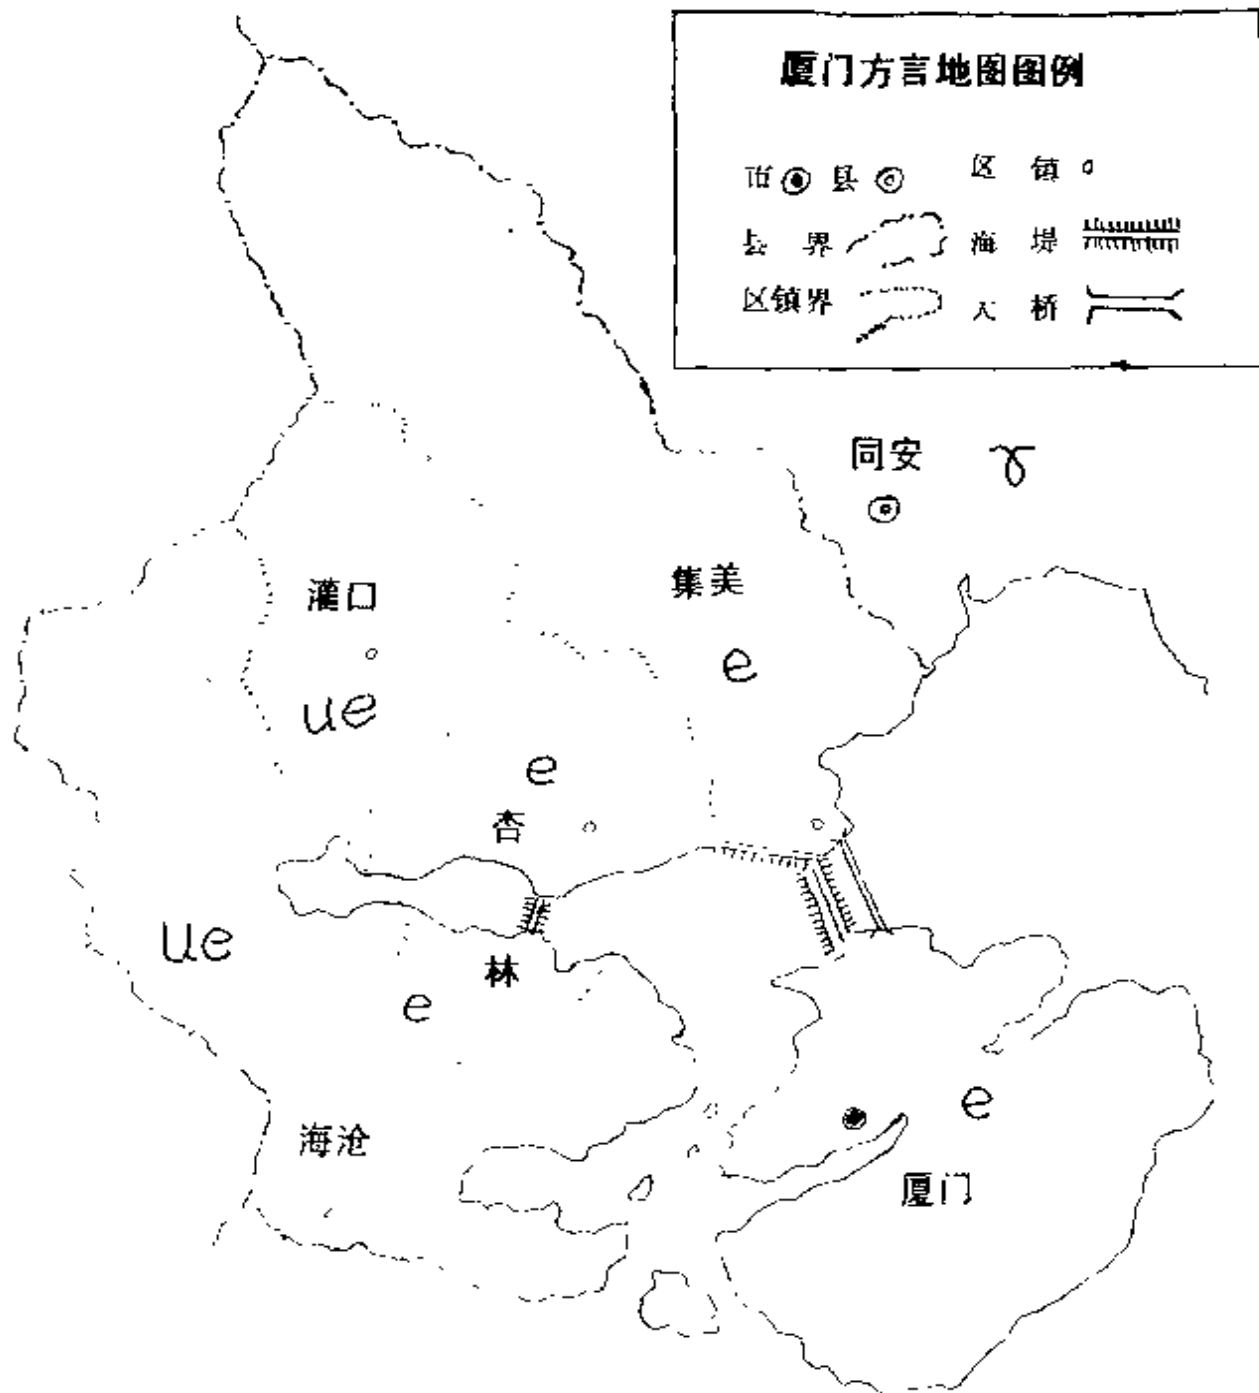 厦门方言地图图例
市 县 区 镇
县 界 海 堤
区镇界 大 桥
同安 ɤ
集美
灌口
e
ue
e
杏
ue
林
e
e
海沧
厦门